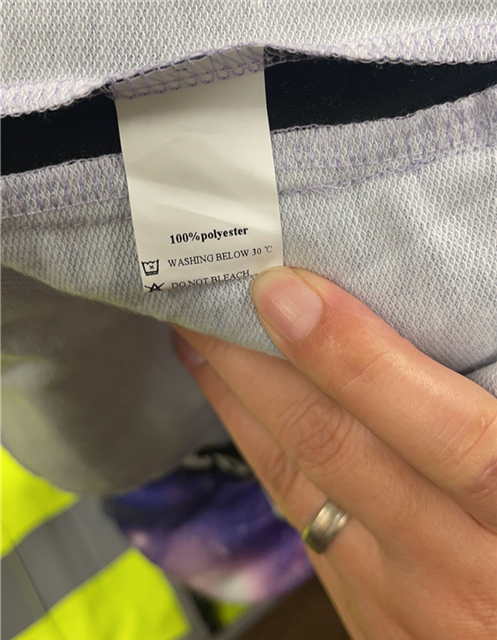 100%polyester
WASHING BELOW 30 ℃
DO NOT BLEACH